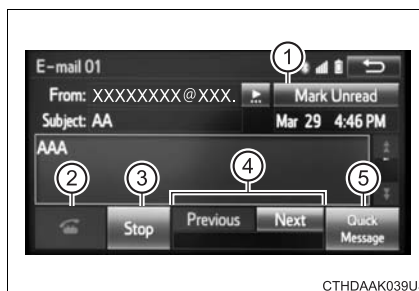 E-mail 01
1
From: XXXXXXXX@XXX.
Mark Unread
Subject: AA
Mar 29 4:46 PM
AAA
2
3
4
5
Stop
Previous
Next
Quick Message
CTHDAAK039U